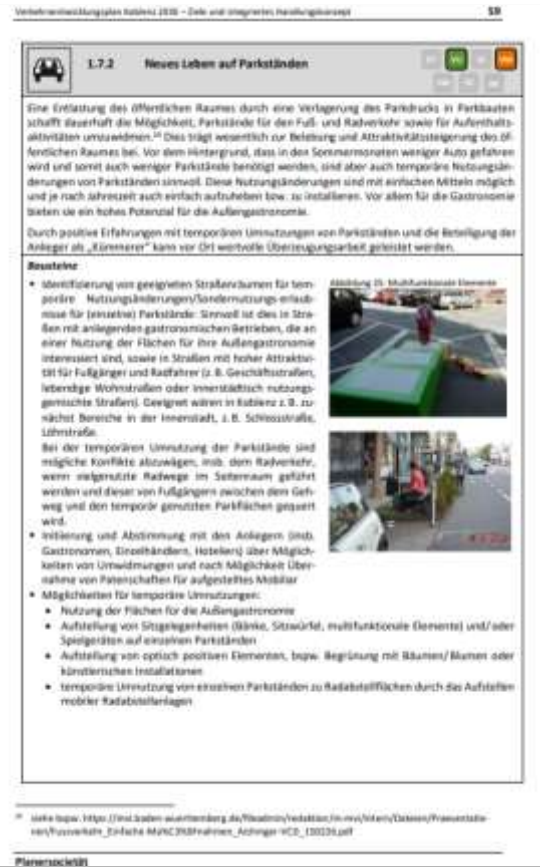 Verkehrsentwicklungsplan Koblenz 2030 – Ziele und integriertes Handlungskonzept 59
1.7.2 Neues Leben auf Parkständen
Eine Entlastung des öffentlichen Raumes durch eine Verlagerung des Parkdrucks in Parkbauten
schafft dauerhaft die Möglichkeit, Parkstände für den Fuß- und Radverkehr sowie für Aufenthalts-
aktivitäten umzuwidmen. Dies trägt wesentlich zur Belebung und Attraktivitätssteigerung des öf-
fentlichen Raumes bei. Vor dem Hintergrund, dass in den Sommermonaten weniger Auto gefahren
wird und somit auch weniger Parkstände benötigt werden, sind aber auch temporäre Nutzungsän-
derungen von Parkständen sinnvoll. Diese Nutzungsänderungen sind mit einfachen Mitteln möglich
und je nach Jahreszeit auch einfach aufzuheben bzw. zu installieren. Vor allem für die Gastronomie
bieten sie ein hohes Potenzial für die Außengastronomie.
Durch positive Erfahrungen mit temporären Umnutzungen von Parkständen und die Beteiligung der
Anlieger als „Kümmerer" kann vor Ort wertvolle Überzeugungsarbeit geleistet werden.
Bausteine
▪ Identifizierung von geeigneten Straßenräumen für tem-
poräre Nutzungsänderungen/Sondernutzungs-erlaub-
nisse für (einzelne) Parkstände: Sinnvoll ist dies in Stra-
ßen mit anliegenden gastronomischen Betrieben, die an
einer Nutzung der Flächen für ihre Außengastronomie
interessiert sind, sowie in Straßen mit hoher Attraktivi-
tät für Fußgänger und Radfahrer (z. B. Geschäftsstraßen,
lebendige Wohnstraßen oder innerstädtisch nutzungs-
gemischte Straßen). Geeignet wären in Koblenz z. B. zu-
nächst Bereiche in der Innenstadt, z. B. Schlossstraße,
Löhrstraße.
Bei der temporären Umnutzung der Parkstände sind
mögliche Konflikte abzuwägen, insb. dem Radverkehr,
wenn vielgenutzte Radwege im Seitenraum geführt
werden und dieser von Fußgängern zwischen dem Geh-
weg und den temporär genutzten Parkflächen gequert
wird.
Abbildung 25: Multifunktionale Elemente
▪ Initiierung und Abstimmung mit den Anliegern (insb.
Gastronomen, Einzelhändlern, Hoteliers) über Möglich-
keiten von Umwidmungen und nach Möglichkeit Über-
nahme von Patenschaften für aufgestelltes Mobiliar
▪ Möglichkeiten für temporäre Umnutzungen:
• Nutzung der Flächen für die Außengastronomie
• Aufstellung von Sitzgelegenheiten (Bänke, Sitzwürfel, multifunktionale Elemente) und/oder
Spielgeräten auf einzelnen Parkständen
• Aufstellung von optisch positiven Elementen, bspw. Begrünung mit Bäumen/Blumen oder
künstlerischen Installationen
• temporäre Umnutzung von einzelnen Parkständen zu Radabstellflächen durch das Aufstellen
mobiler Radabstellanlagen
siehe bspw.
Planersocietät